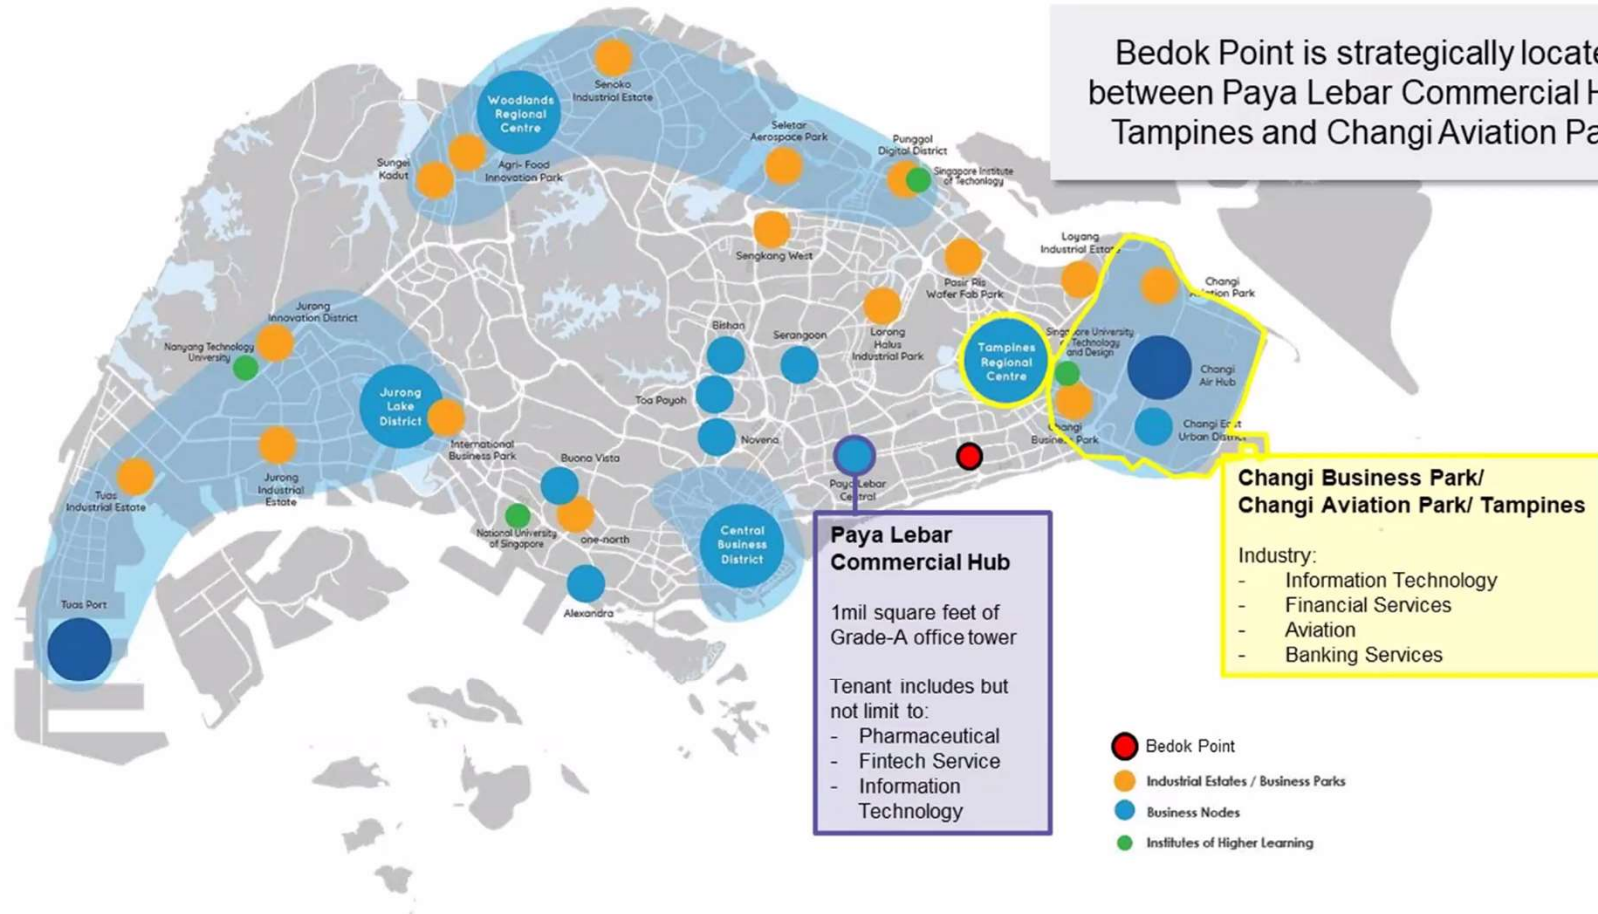 Bedok Point is strategically locate
between Paya Lebar Commercial H
Tampines and Changi Aviation Pa
Woodlands
Regional
Centre
Senoko
Industrial Estate
Sungei
Kadut
Agri- Food
Innovation Park
Seletar
Aerospace Park
Punggol
Digital District
Singapore Institute
of Techonlogy
Sengkang West
Pasir Ris
Wafer Fab Park
Loyang
Industrial Estate
Changi
Aviation Park
Jurong
Innovation District
Nanyang Technology
University
Jurong
Lake
District
International
Business Park
Jurong
Industrial
Estate
Tuas
Industrial Estate
Tuas Port
Bishan
Serangoon
Lorong
Halus
Industrial Park
Toa Payoh
Novena
Tampines
Regional
Centre
Singapore University
of Technology
and Design
Changi
Air Hub
Changi
Business Park
Changi East
Urban District
Buona Vista
National University
of Singapore
one-north
Alexandra
Central
Business
District
Paya Lebar
Central
Paya Lebar
Commercial Hub
1mil square feet of
Grade-A office tower
Tenant includes but
not limit to:
- Pharmaceutical
- Fintech Service
- Information
Technology
Changi Business Park/
Changi Aviation Park/ Tampines
Industry:
- Information Technology
- Financial Services
- Aviation
- Banking Services
Bedok Point
Industrial Estates / Business Parks
Business Nodes
Institutes of Higher Learning